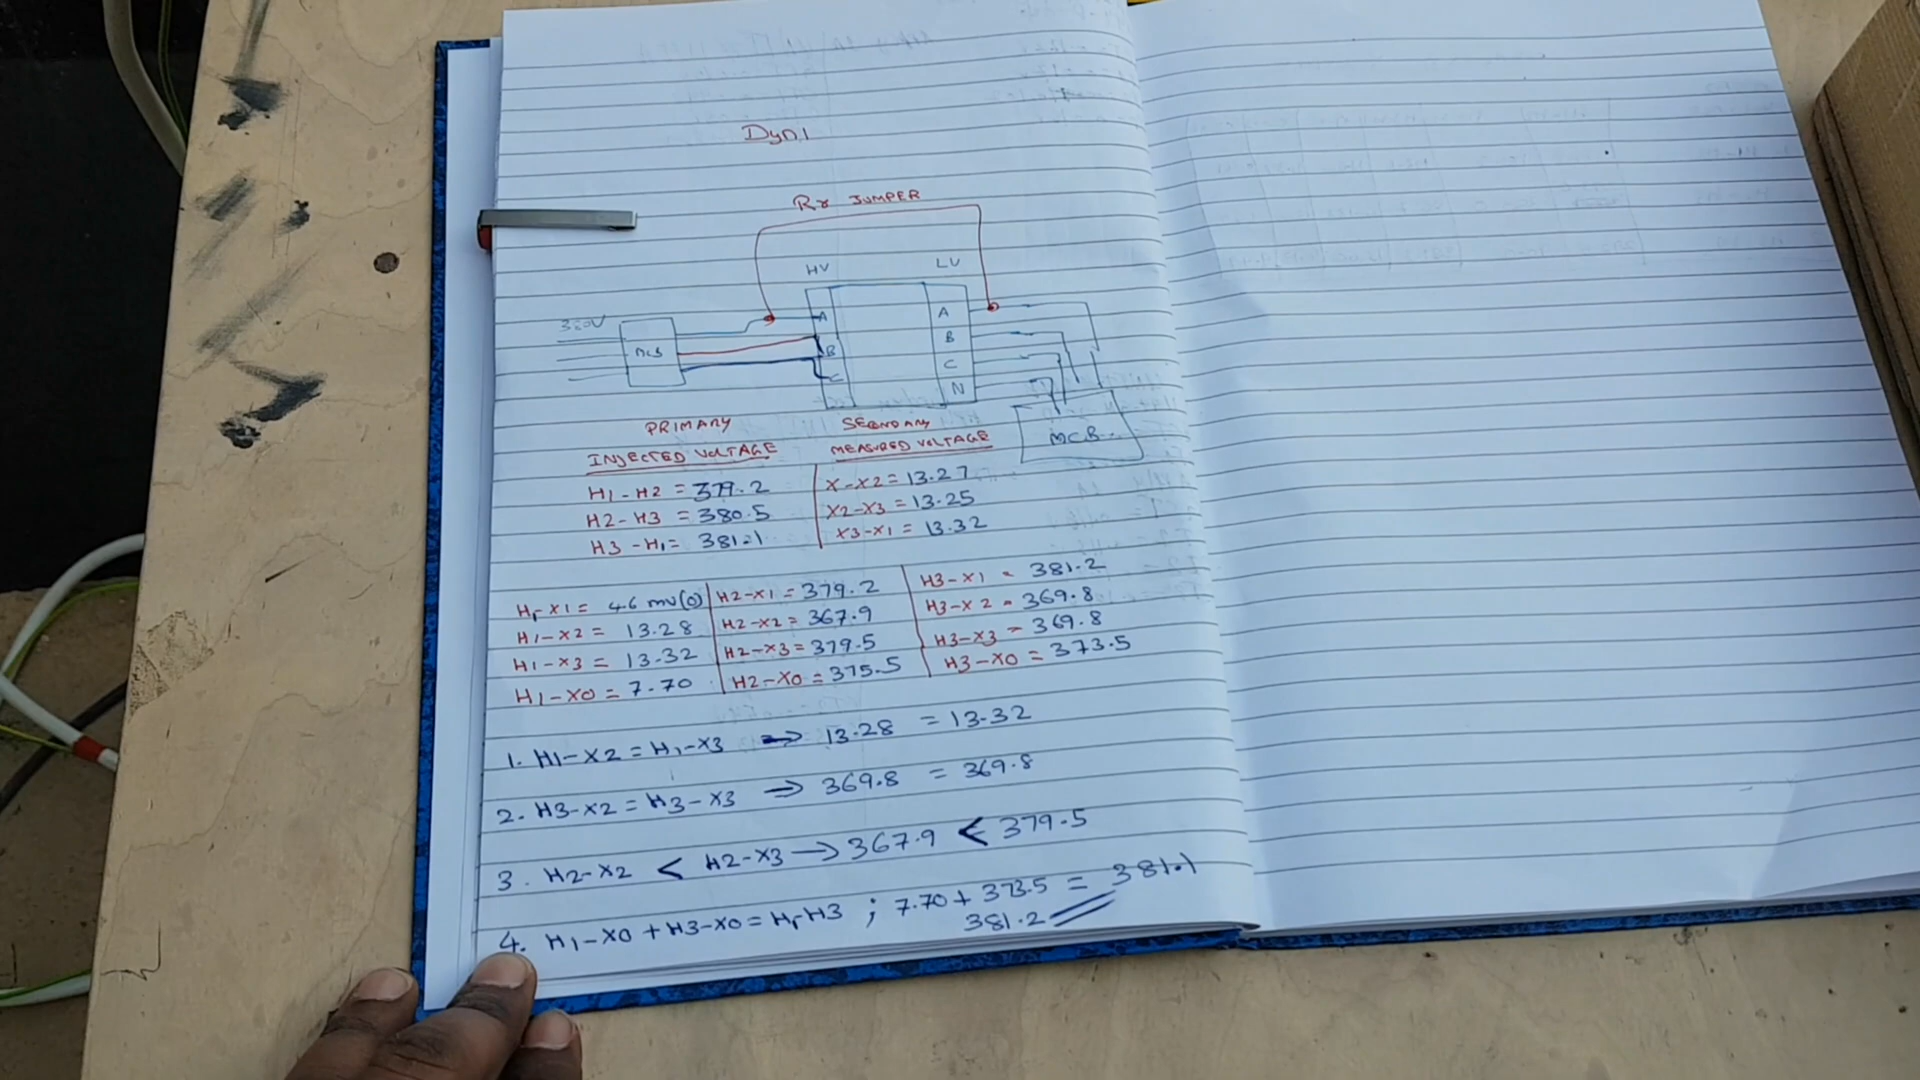 Dyn1
Rr JUMPER
HV LV
380V
MCB
A
B
C
A
B
C
N
MCB
PRIMARY
INJECTED VOLTAGE
SECONDARY
MEASURED VOLTAGE
H1-H2 = 379.2
H2-H3 = 380.5
H3-H1 = 381.1
X-X2 = 13.27
X2-X3 = 13.25
X3-X1 = 13.32
H1-X1 = 4.6 mv(0)
H1-X2 = 13.28
H1-X3 = 13.32
H1-X0 = 7.70
H2-X1 = 379.2
H2-X2 = 367.9
H2-X3 = 379.5
H2-X0 = 375.5
H3-X1 = 381.2
H3-X2 = 369.8
H3-X3 = 369.8
H3-X0 = 373.5
1. H1-X2 = H1-X3 → 13.28 = 13.32
2. H3-X2 = H3-X3 → 369.8 = 369.8
3. H2-X2 < H2-X3 → 367.9 < 379.5
4. H1-X0 + H3-X0 = H1-H3 ; 7.70 + 373.5 = 381.1
381.2